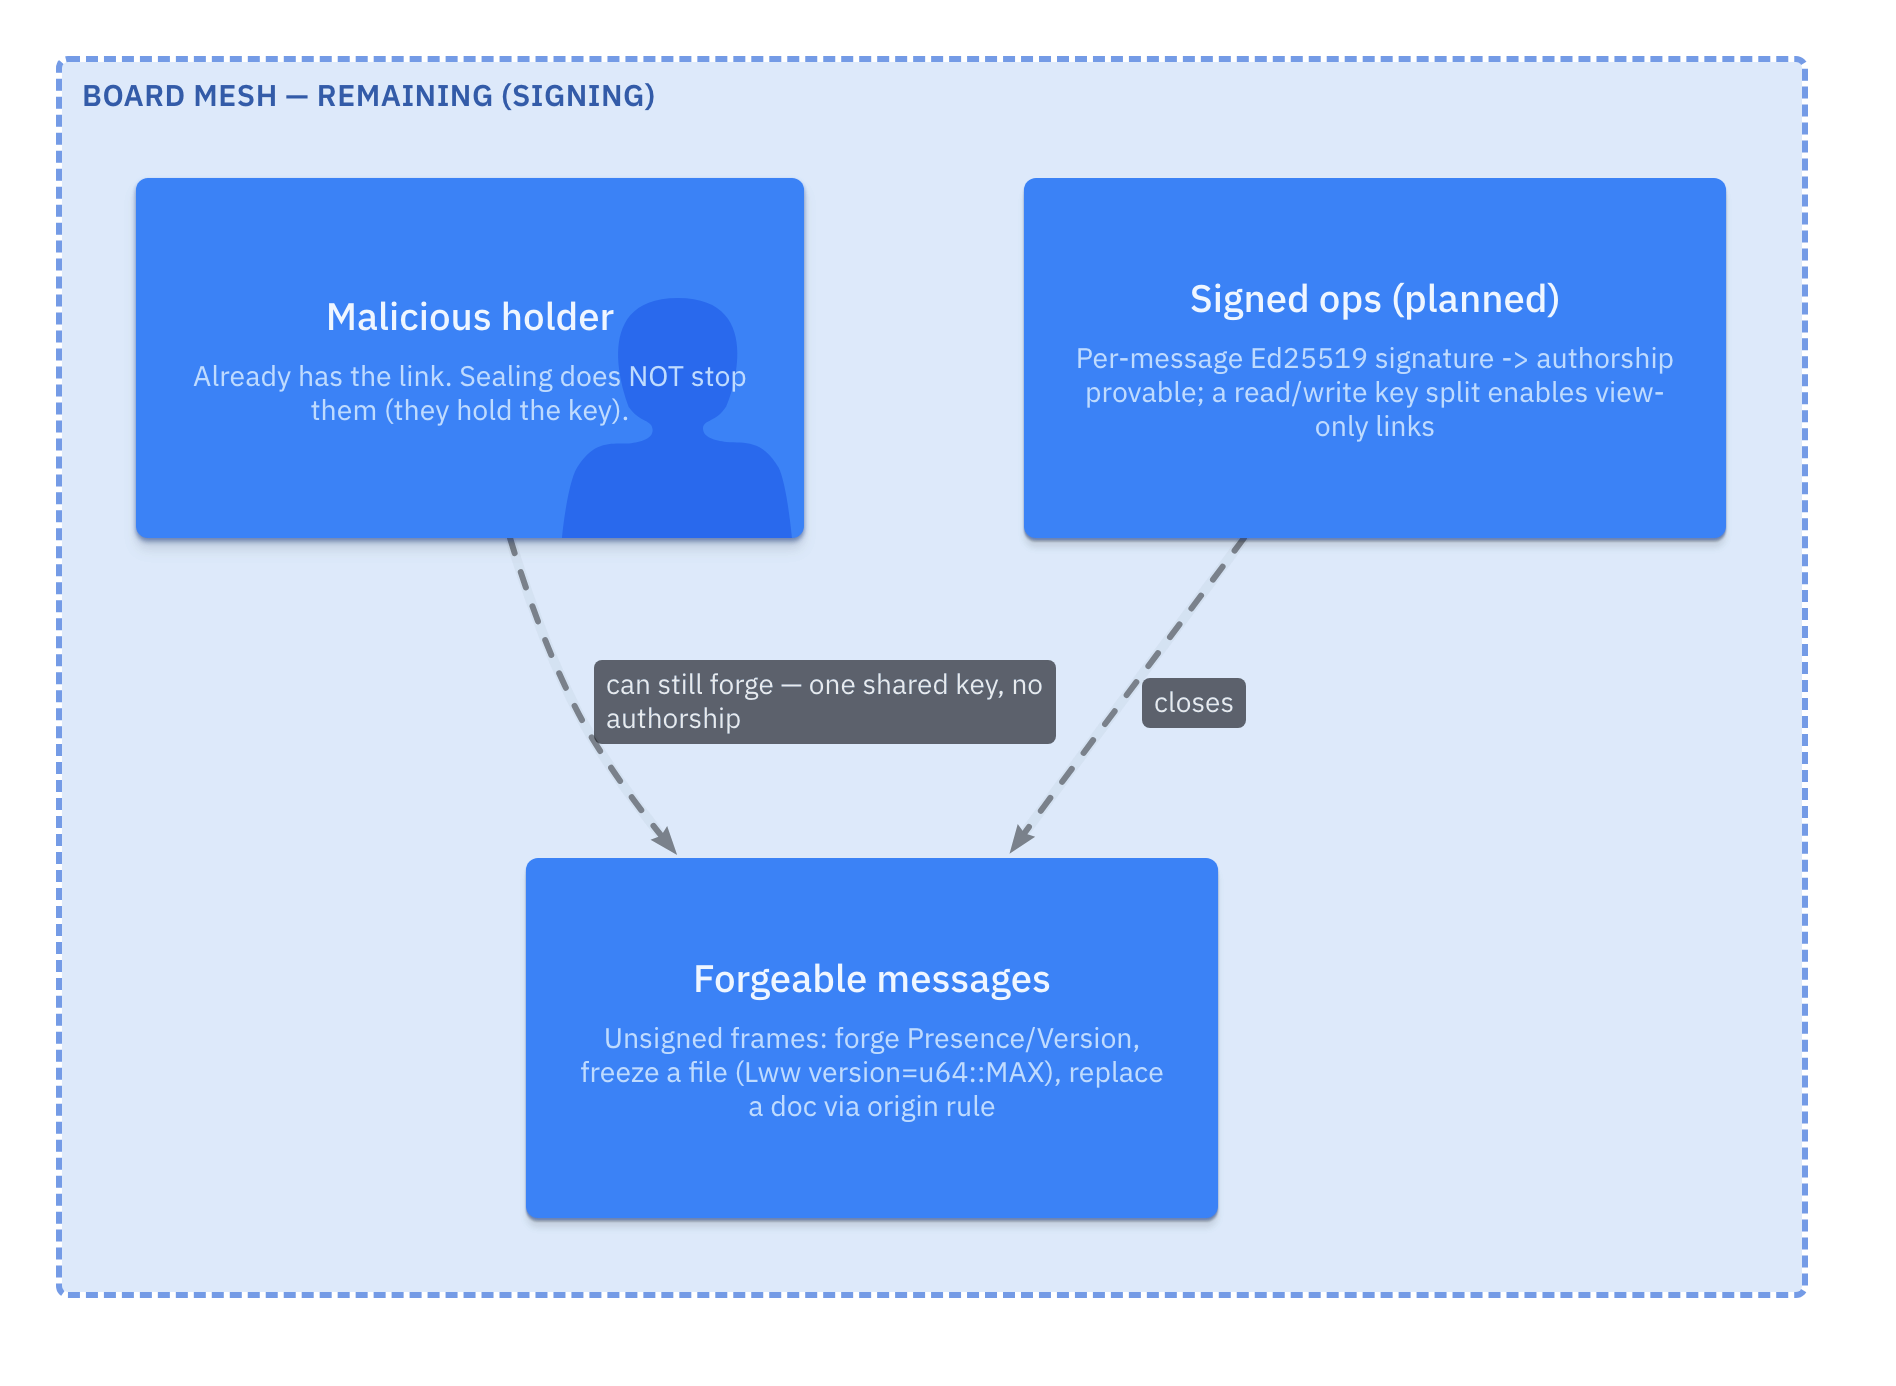 BOARD MESH — REMAINING (SIGNING)
Malicious holder
Already has the link. Sealing does NOT stop
them (they hold the key).
Signed ops (planned)
Per-message Ed25519 signature -> authorship
provable; a read/write key split enables view-
only links
can still forge — one shared key, no
authorship
closes
Forgeable messages
Unsigned frames: forge Presence/Version,
freeze a file (Lww version=u64::MAX), replace
a doc via origin rule